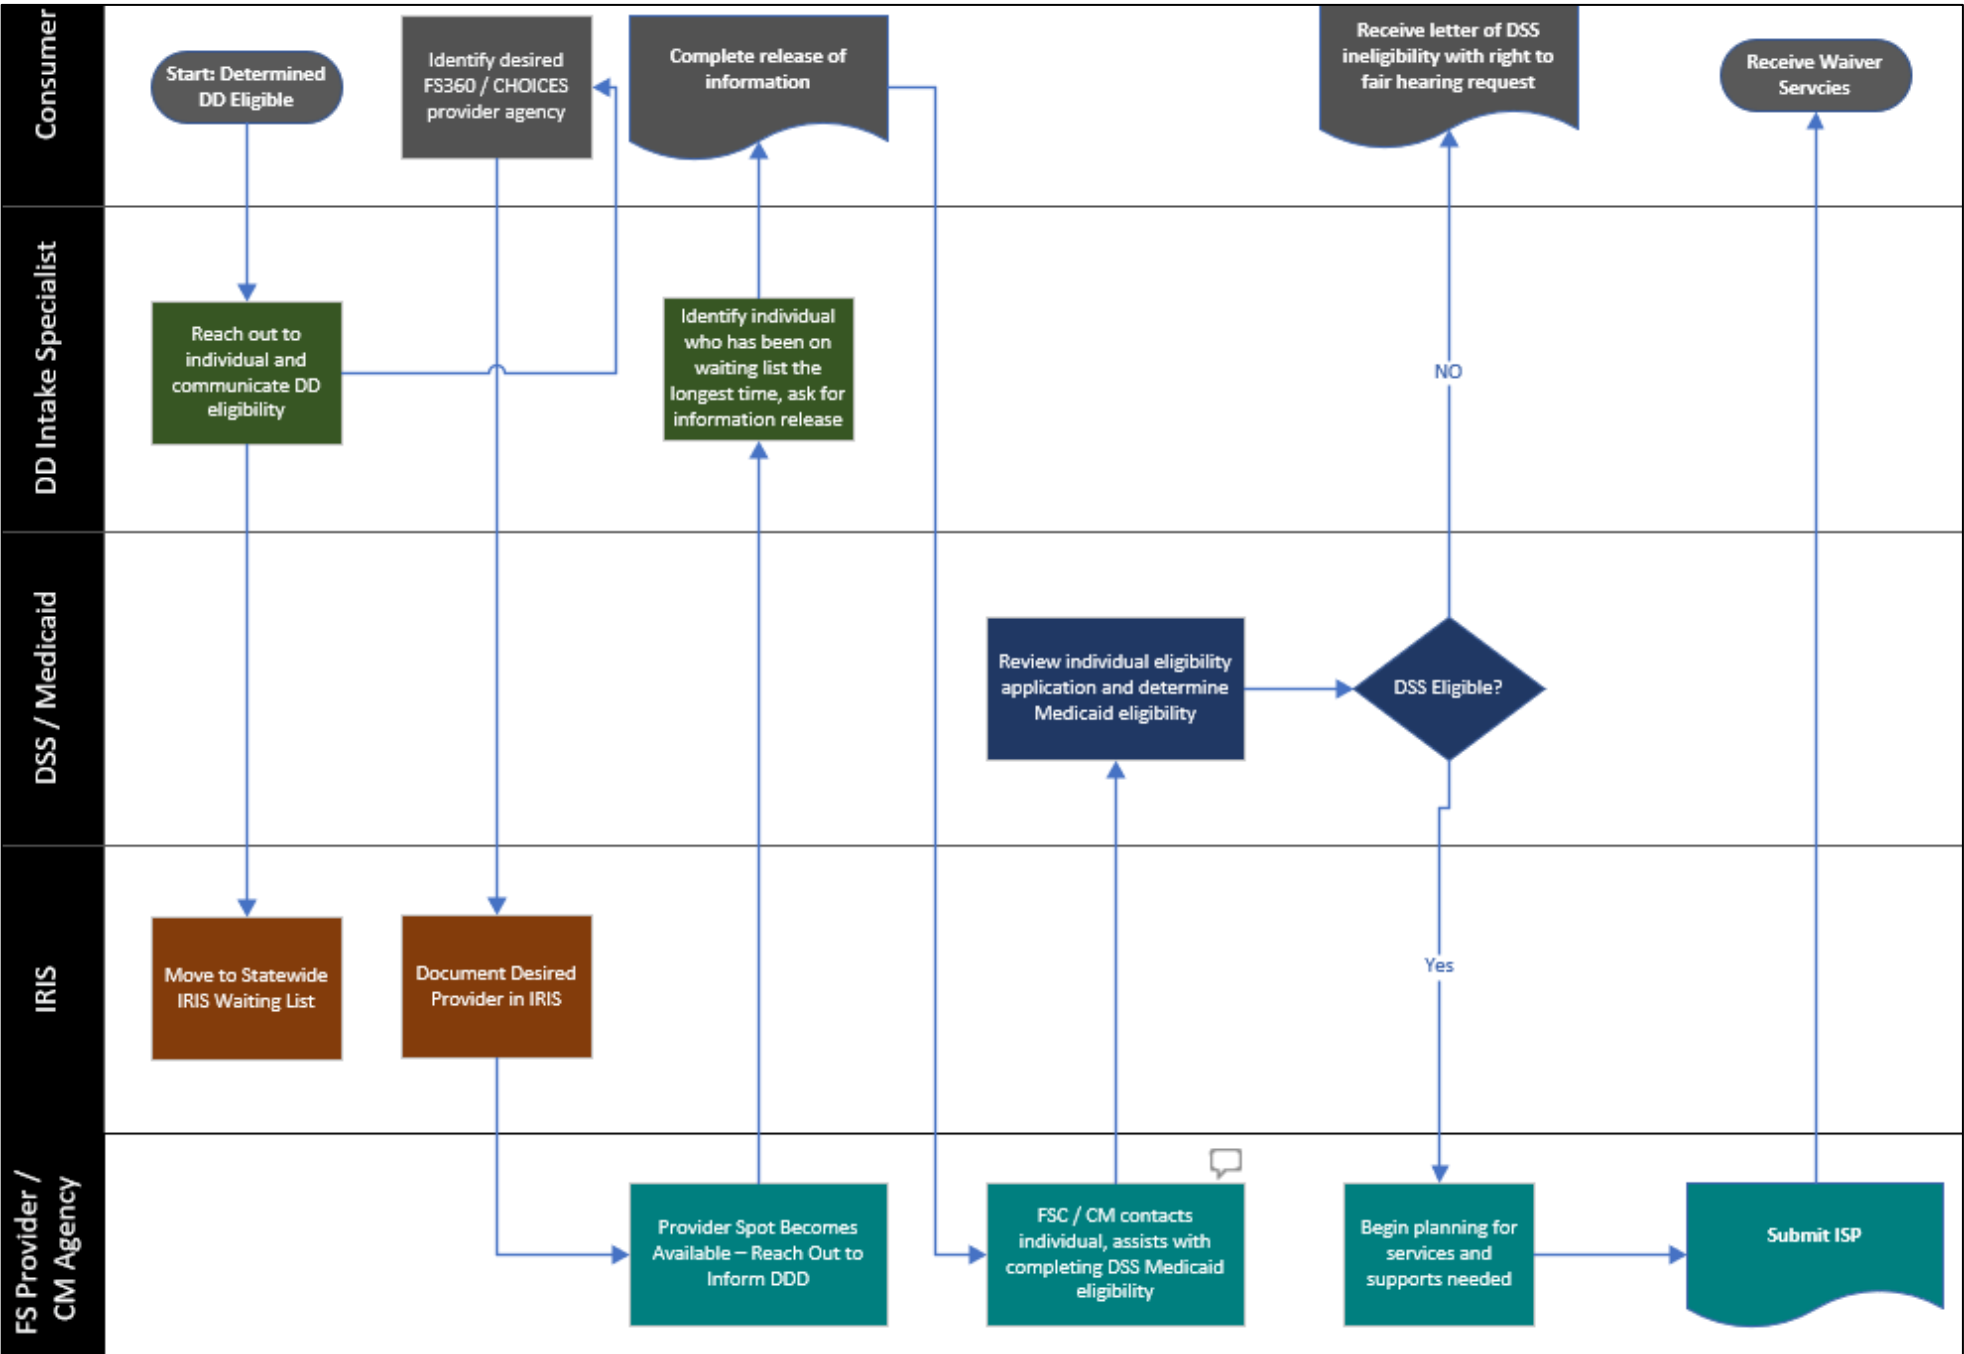 Consumer
Start: Determined
DD Eligible
Identify desired
FS360 / CHOICES
provider agency
Complete release of
information
Receive letter of DSS
ineligibility with right to
fair hearing request
Receive Waiver
Servcies
DD Intake Specialist
Reach out to
individual and
communicate DD
eligibility
Identify individual
who has been on
waiting list the
longest time, ask for
information release
NO
DSS / Medicaid
Review individual eligibility
application and determine
Medicaid eligibility
DSS Eligible?
IRIS
Move to Statewide
IRIS Waiting List
Document Desired
Provider in IRIS
Yes
FS Provider /
CM Agency
Provider Spot Becomes
Available – Reach Out to
Inform DDD
FSC / CM contacts
individual, assists with
completing DSS Medicaid
eligibility
Begin planning for
services and
supports needed
Submit ISP